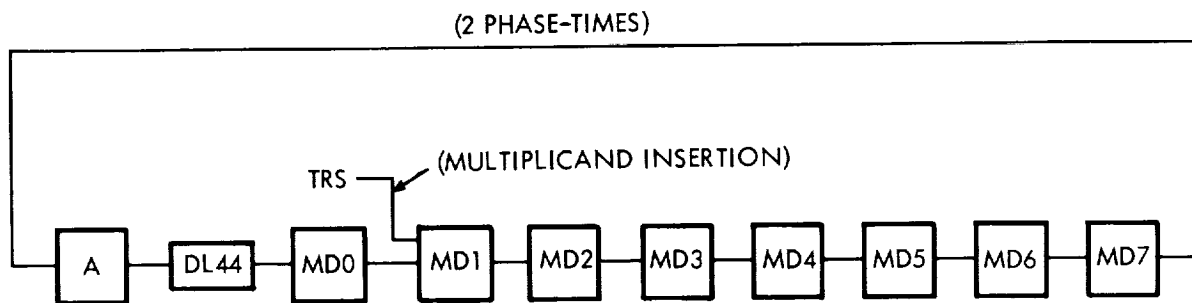 (2 PHASE-TIMES)
(MULTIPLICAND INSERTION)
TRS
A
DL44
MD0
MD1
MD2
MD3
MD4
MD5
MD6
MD7